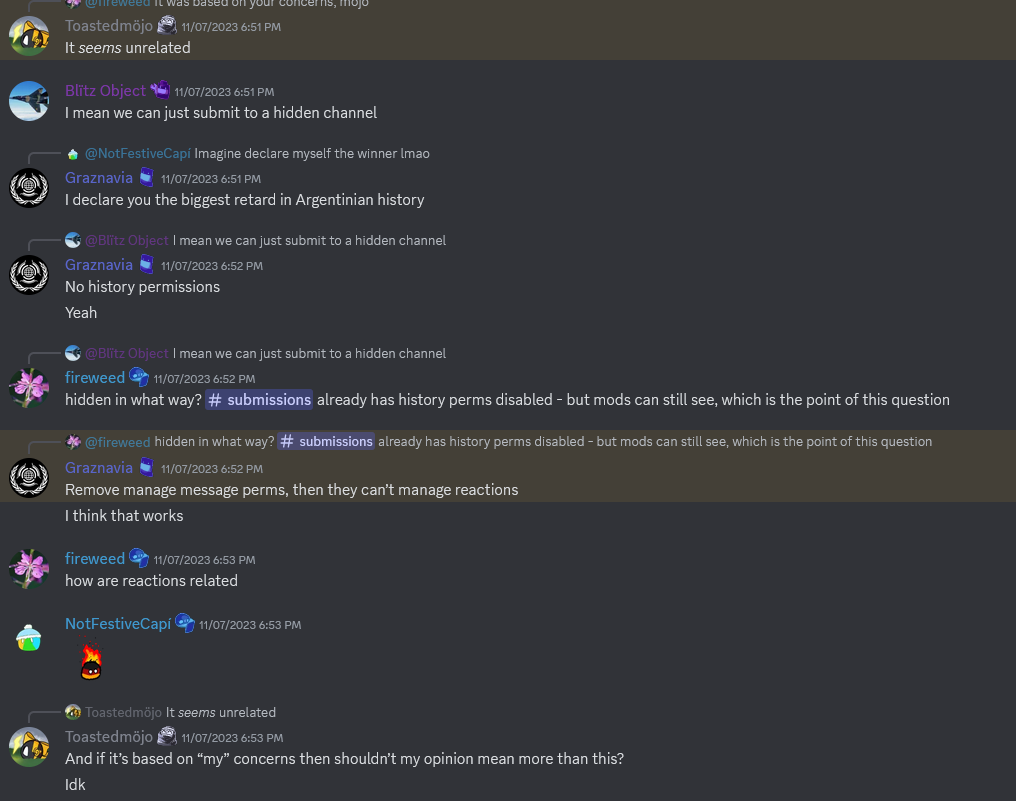 @fireweed It was based on your concerns, mojo
Toastedmöjo 11/07/2023 6:51 PM
It seems unrelated
Blïtz Object 11/07/2023 6:51 PM
I mean we can just submit to a hidden channel
@NotFestiveCapí Imagine declare myself the winner lmao
Graznavia 11/07/2023 6:51 PM
I declare you the biggest retard in Argentinian history
@Blïtz Object I mean we can just submit to a hidden channel
Graznavia 11/07/2023 6:52 PM
No history permissions
Yeah
@Blïtz Object I mean we can just submit to a hidden channel
fireweed 11/07/2023 6:52 PM
hidden in what way? # submissions already has history perms disabled - but mods can still see, which is the point of this question
@fireweed hidden in what way? # submissions already has history perms disabled - but mods can still see, which is the point of this question
Graznavia 11/07/2023 6:52 PM
Remove manage message perms, then they can’t manage reactions
I think that works
fireweed 11/07/2023 6:53 PM
how are reactions related
NotFestiveCapí 11/07/2023 6:53 PM
Toastedmöjo It seems unrelated
Toastedmöjo 11/07/2023 6:53 PM
And if it’s based on “my” concerns then shouldn’t my opinion mean more than this?
Idk